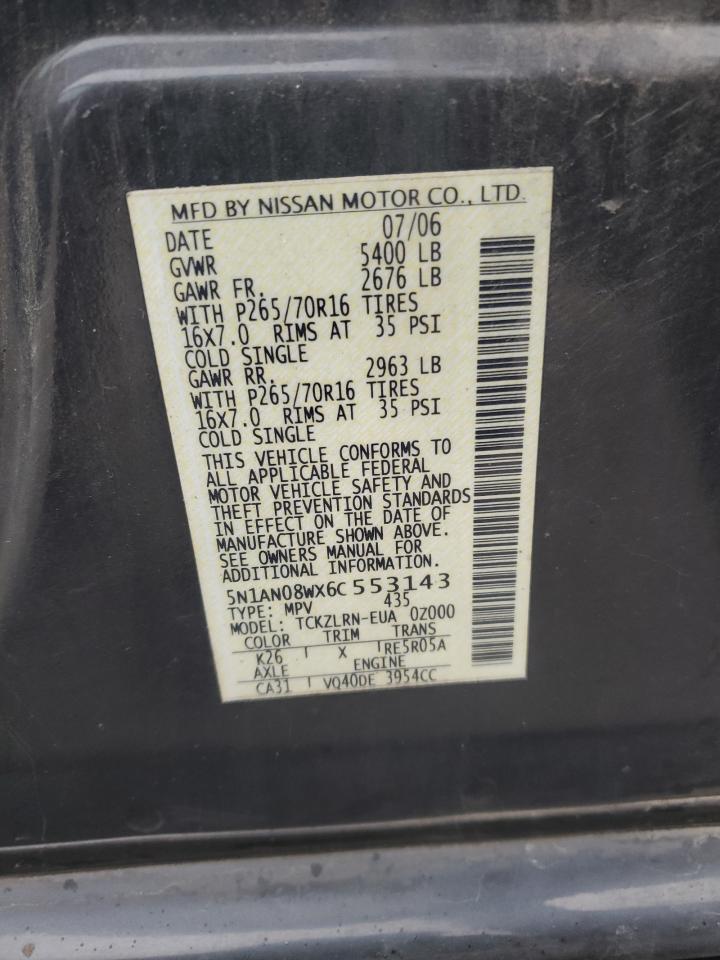 MFD BY NISSAN MOTOR CO., LTD.
DATE 07/06
GVWR 5400 LB
GAWR FR. 2676 LB
WITH P265/70R16 TIRES
16X7.0 RIMS AT 35 PSI
COLD SINGLE
GAWR RR. 2963 LB
WITH P265/70R16 TIRES
16X7.0 RIMS AT 35 PSI
COLD SINGLE
THIS VEHICLE CONFORMS TO
ALL APPLICABLE FEDERAL
MOTOR VEHICLE SAFETY AND
THEFT PREVENTION STANDARDS
IN EFFECT ON THE DATE OF
MANUFACTURE SHOWN ABOVE.
SEE OWNERS MANUAL FOR
ADDITIONAL INFORMATION.
5N1AN08WX6C553143
TYPE: MPV 435
MODEL: TCKZLRN-EUA 0Z000
COLOR TRIM TRANS
K26 X RE5R05A
AXLE ENGINE
CA31 VQ40DE 3954CC